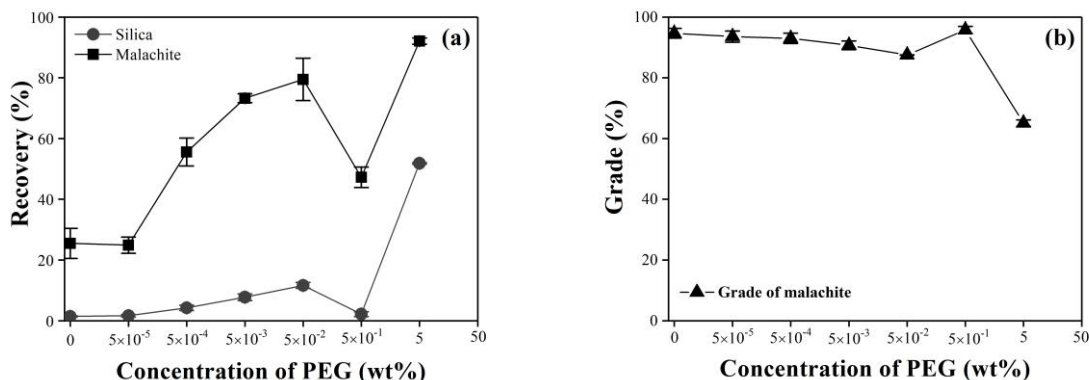 Silica
Malachite
(a)
100
80
60
40
20
0
Recovery (%)
0 5×10⁻⁵ 5×10⁻⁴ 5×10⁻³ 5×10⁻² 5×10⁻¹ 5 50
Concentration of PEG (wt%)
(b)
100
80
60
40
20
0
Grade (%)
Grade of malachite
0 5×10⁻⁵ 5×10⁻⁴ 5×10⁻³ 5×10⁻² 5×10⁻¹ 5 50
Concentration of PEG (wt%)